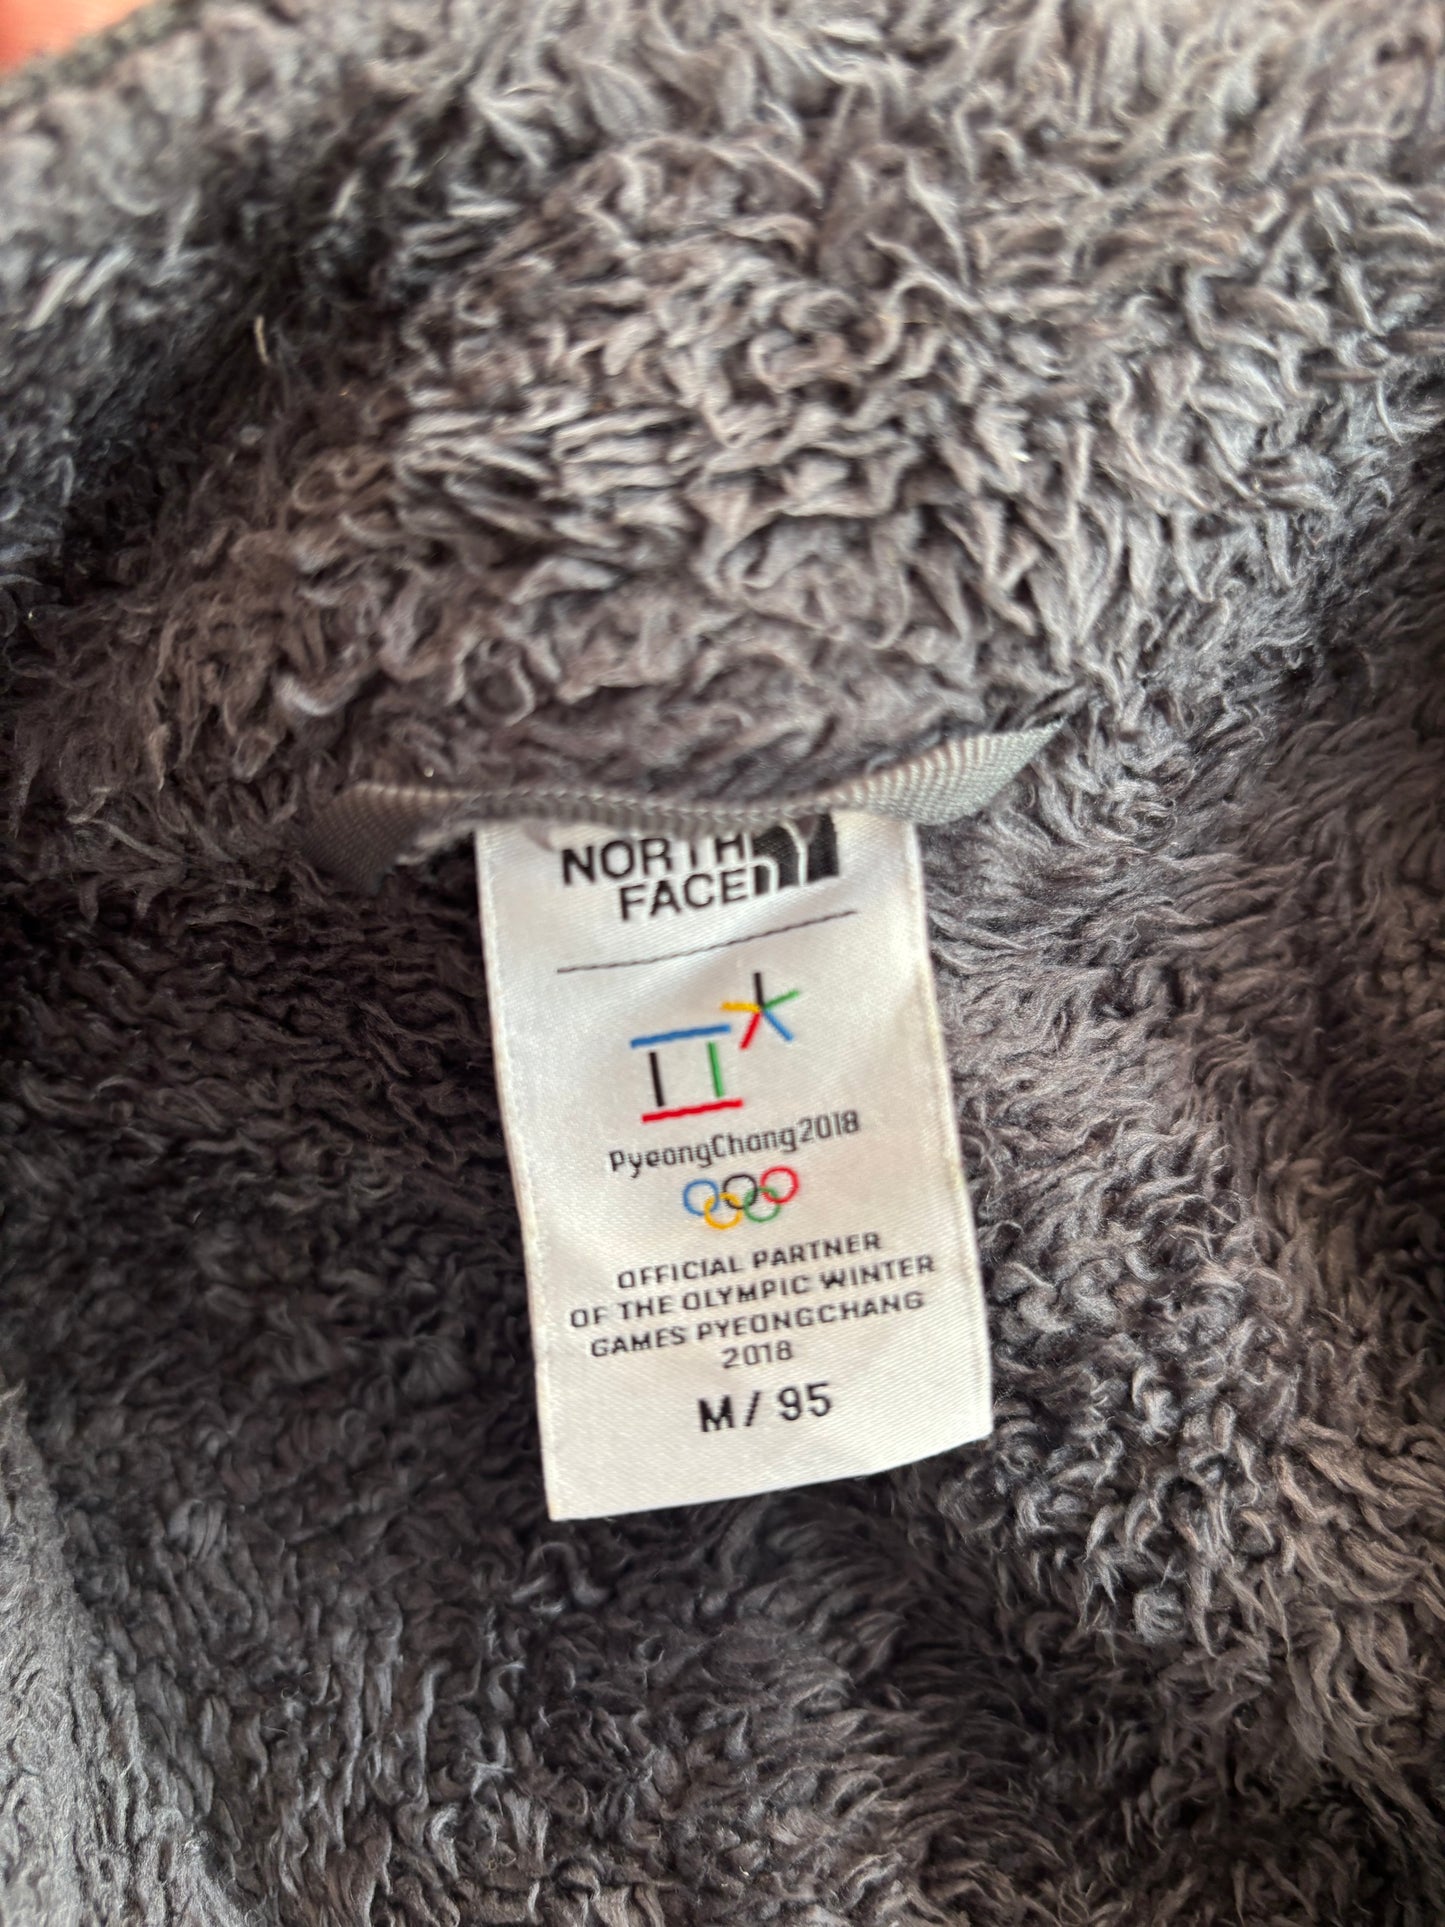 NORTH
FACE
PyeongChang2018
OFFICIAL PARTNER
OF THE OLYMPIC WINTER
GAMES PYEONGCHANG
2018
M/95